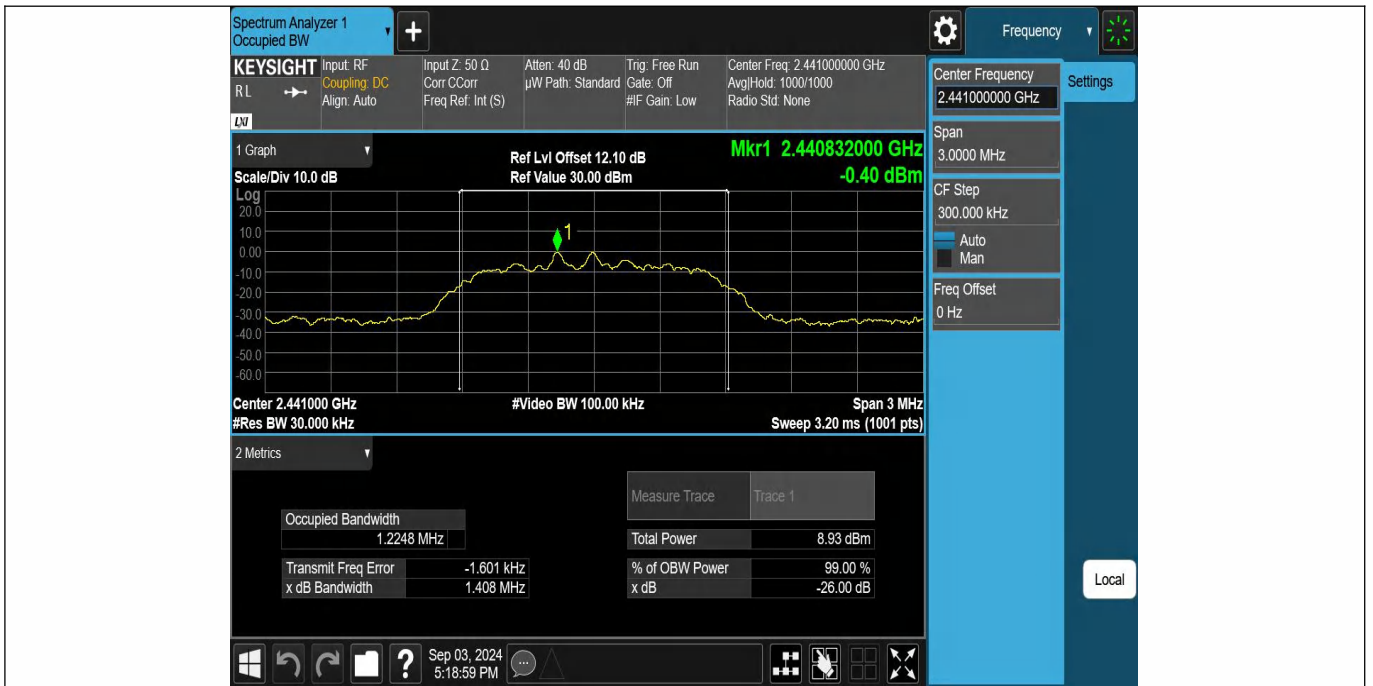 Spectrum Analyzer 1
Occupied BW
+
Frequency
KEYSIGHT
RL
LXI
Input: RF
Coupling: DC
Align: Auto
Input Z: 50 Ω
Corr CCorr
Freq Ref: Int (S)
Atten: 40 dB
µW Path: Standard
Trig: Free Run
Gate: Off
#IF Gain: Low
Center Freq: 2.441000000 GHz
Avg|Hold: 1000/1000
Radio Std: None
Center Frequency
2.441000000 GHz
Settings
Span
3.0000 MHz
CF Step
300.000 kHz
Auto
Man
Freq Offset
0 Hz
Local
1 Graph
Scale/Div 10.0 dB
Ref Lvl Offset 12.10 dB
Ref Value 30.00 dBm
Mkr1 2.440832000 GHz
-0.40 dBm
Log
20.0
10.0
0.00
-10.0
-20.0
-30.0
-40.0
-50.0
-60.0
1
Center 2.441000 GHz
#Video BW 100.00 kHz
Span 3 MHz
#Res BW 30.000 kHz
Sweep 3.20 ms (1001 pts)
2 Metrics
Measure Trace
Trace 1
Occupied Bandwidth
1.2248 MHz
Total Power
8.93 dBm
Transmit Freq Error
-1.601 kHz
% of OBW Power
99.00 %
x dB Bandwidth
1.408 MHz
x dB
-26.00 dB
?
Sep 03, 2024
5:18:59 PM